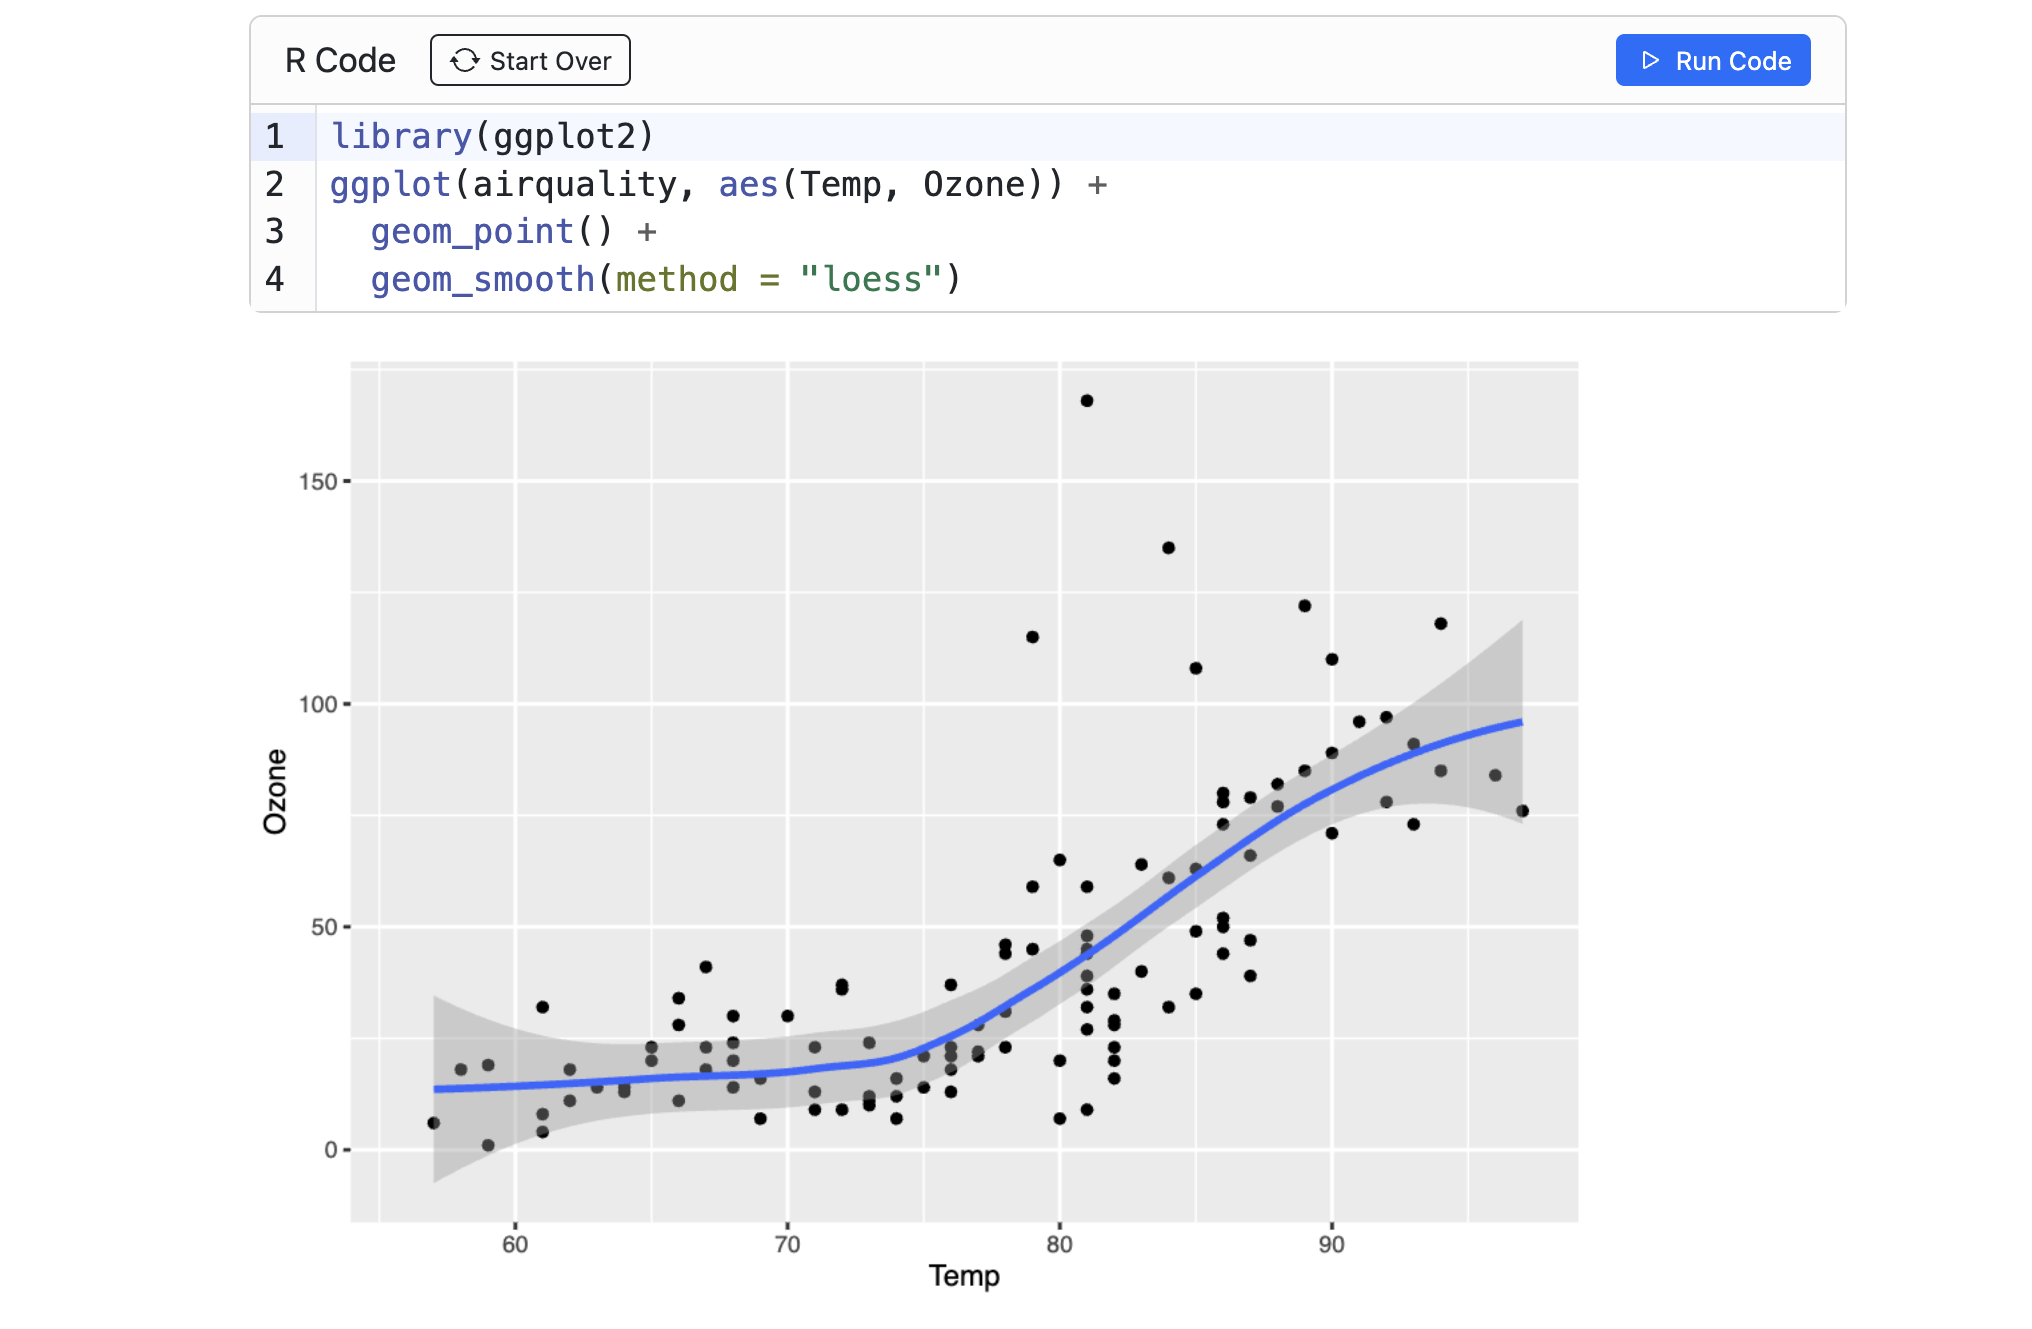 R Code
Start Over
Run Code
1 library(ggplot2)
2 ggplot(airquality, aes(Temp, Ozone)) +
3   geom_point() +
4   geom_smooth(method = "loess")
150
100
50
0
Ozone
60 70 80 90
Temp